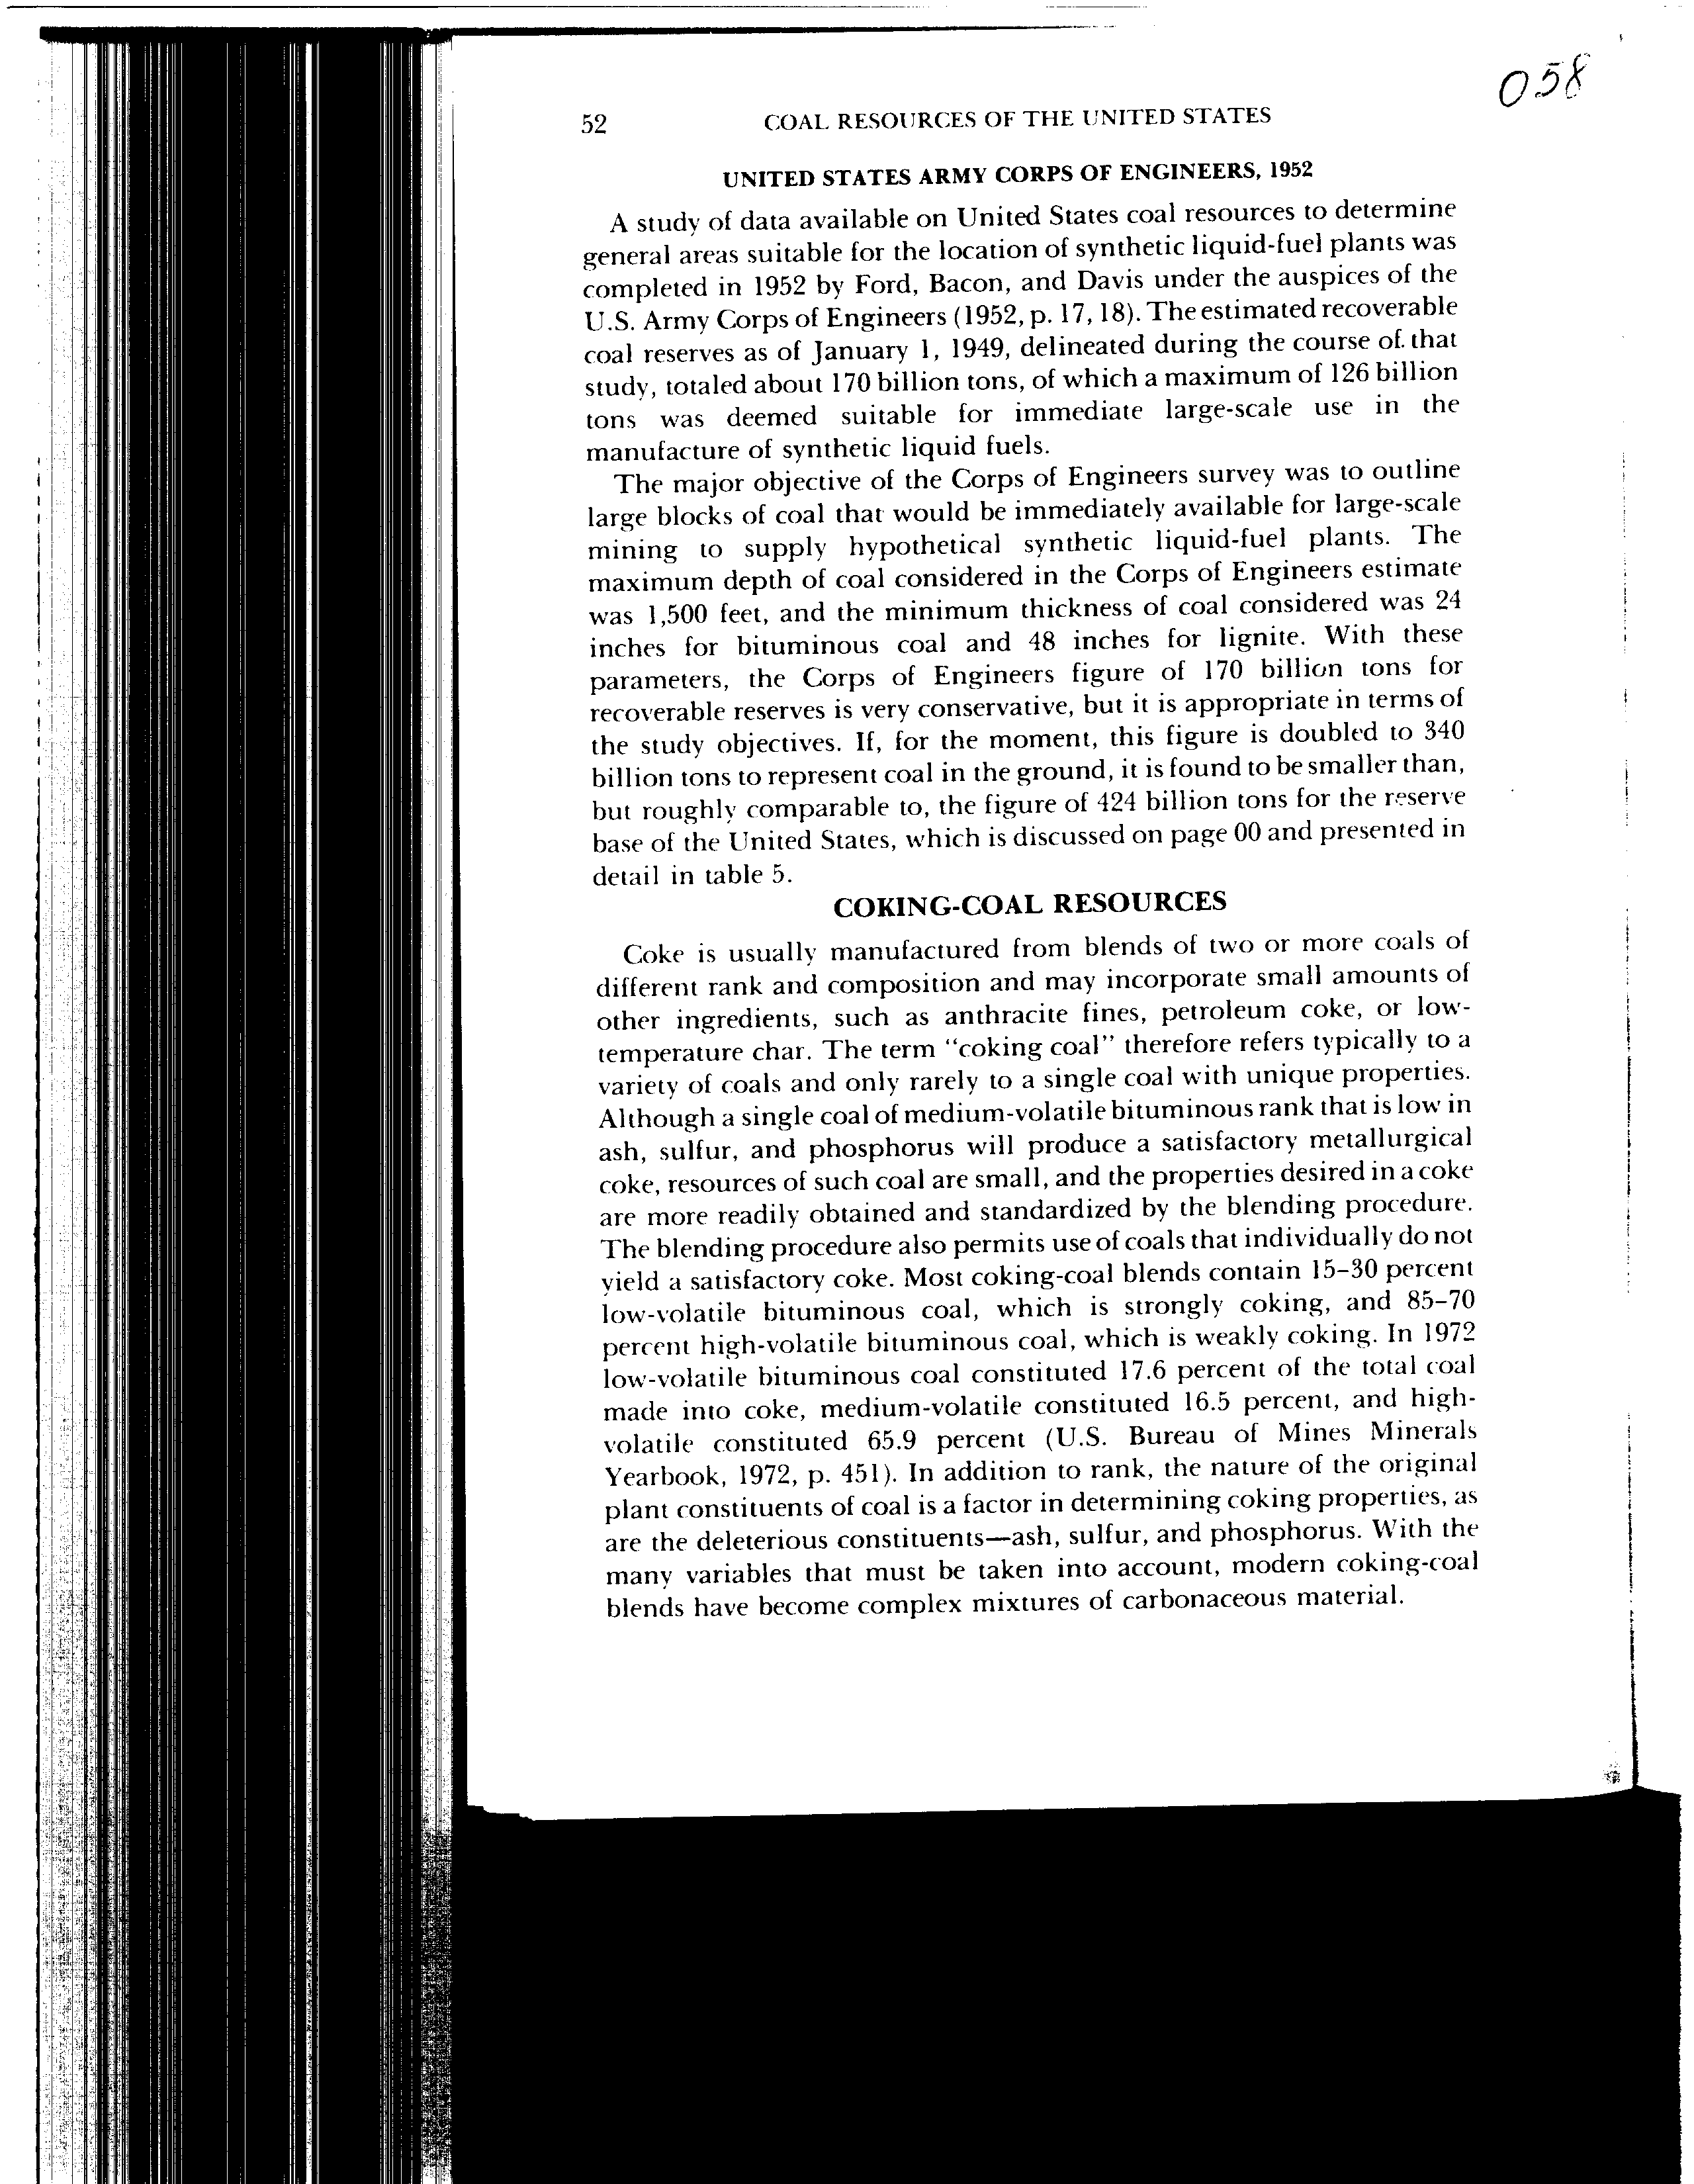 058
52 COAL RESOURCES OF THE UNITED STATES
UNITED STATES ARMY CORPS OF ENGINEERS, 1952
A study of data available on United States coal resources to determine
general areas suitable for the location of synthetic liquid-fuel plants was
completed in 1952 by Ford, Bacon, and Davis under the auspices of the
U.S. Army Corps of Engineers (1952, p. 17, 18). The estimated recoverable
coal reserves as of January 1, 1949, delineated during the course of that
study, totaled about 170 billion tons, of which a maximum of 126 billion
tons was deemed suitable for immediate large-scale use in the
manufacture of synthetic liquid fuels.
The major objective of the Corps of Engineers survey was to outline
large blocks of coal that would be immediately available for large-scale
mining to supply hypothetical synthetic liquid-fuel plants. The
maximum depth of coal considered in the Corps of Engineers estimate
was 1,500 feet, and the minimum thickness of coal considered was 24
inches for bituminous coal and 48 inches for lignite. With these
parameters, the Corps of Engineers figure of 170 billion tons for
recoverable reserves is very conservative, but it is appropriate in terms of
the study objectives. If, for the moment, this figure is doubled to 340
billion tons to represent coal in the ground, it is found to be smaller than,
but roughly comparable to, the figure of 424 billion tons for the reserve
base of the United States, which is discussed on page 00 and presented in
detail in table 5.
COKING-COAL RESOURCES
Coke is usually manufactured from blends of two or more coals of
different rank and composition and may incorporate small amounts of
other ingredients, such as anthracite fines, petroleum coke, or low-
temperature char. The term "coking coal" therefore refers typically to a
variety of coals and only rarely to a single coal with unique properties.
Although a single coal of medium-volatile bituminous rank that is low in
ash, sulfur, and phosphorus will produce a satisfactory metallurgical
coke, resources of such coal are small, and the properties desired in a coke
are more readily obtained and standardized by the blending procedure.
The blending procedure also permits use of coals that individually do not
yield a satisfactory coke. Most coking-coal blends contain 15–30 percent
low-volatile bituminous coal, which is strongly coking, and 85–70
percent high-volatile bituminous coal, which is weakly coking. In 1972
low-volatile bituminous coal constituted 17.6 percent of the total coal
made into coke, medium-volatile constituted 16.5 percent, and high-
volatile constituted 65.9 percent (U.S. Bureau of Mines Minerals
Yearbook, 1972, p. 451). In addition to rank, the nature of the original
plant constituents of coal is a factor in determining coking properties, as
are the deleterious constituents—ash, sulfur, and phosphorus. With the
many variables that must be taken into account, modern coking-coal
blends have become complex mixtures of carbonaceous material.